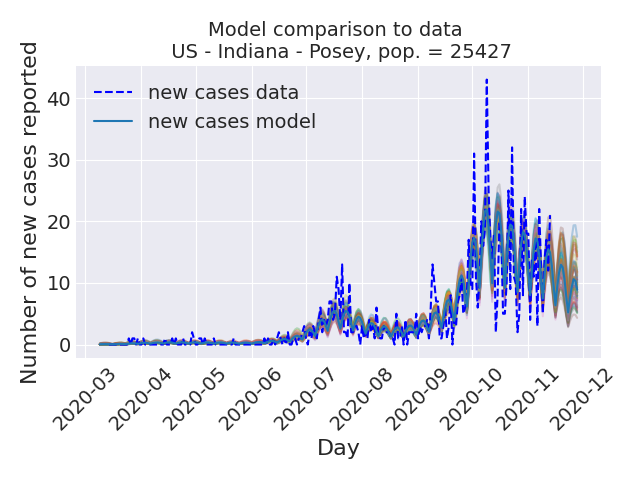 Model comparison to data
US - Indiana - Posey, pop. = 25427
Number of new cases reported
40
30
20
10
0
new cases data
new cases model
2020-03
2020-04
2020-05
2020-06
2020-07
2020-08
2020-09
2020-10
2020-11
2020-12
Day